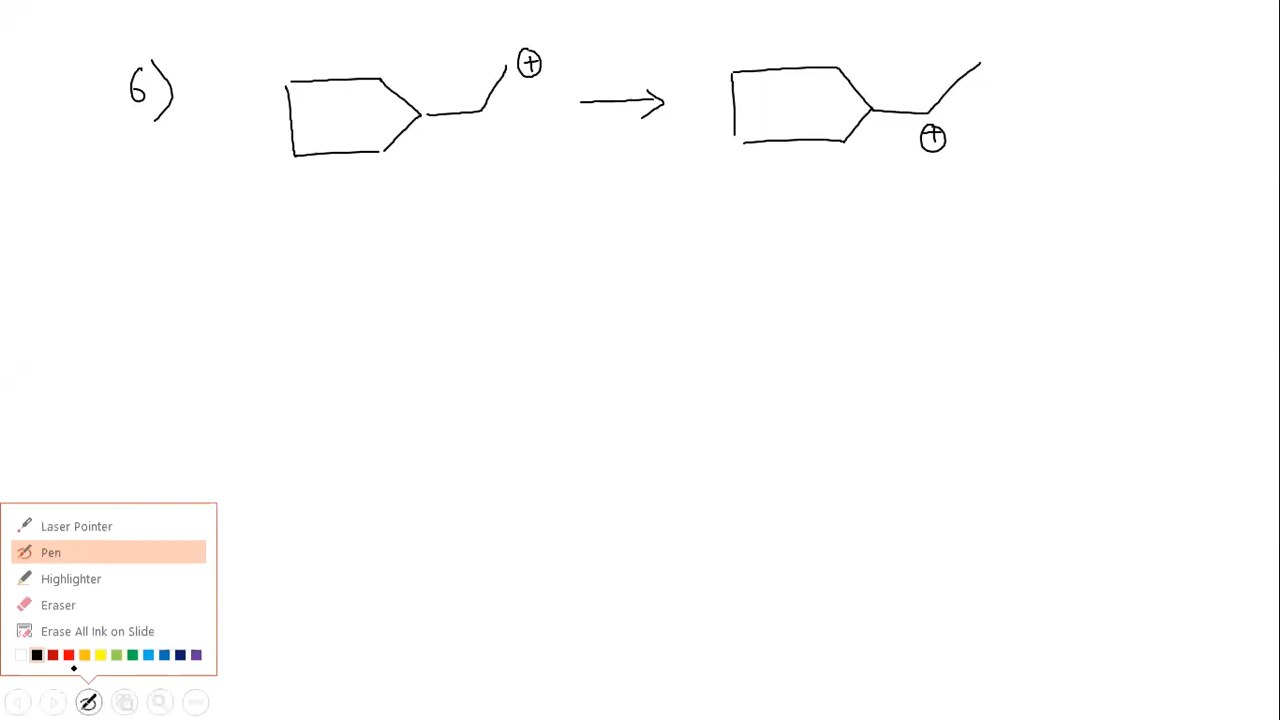 6)
⊕
⊕
Laser Pointer
Pen
Highlighter
Eraser
Erase All Ink on Slide